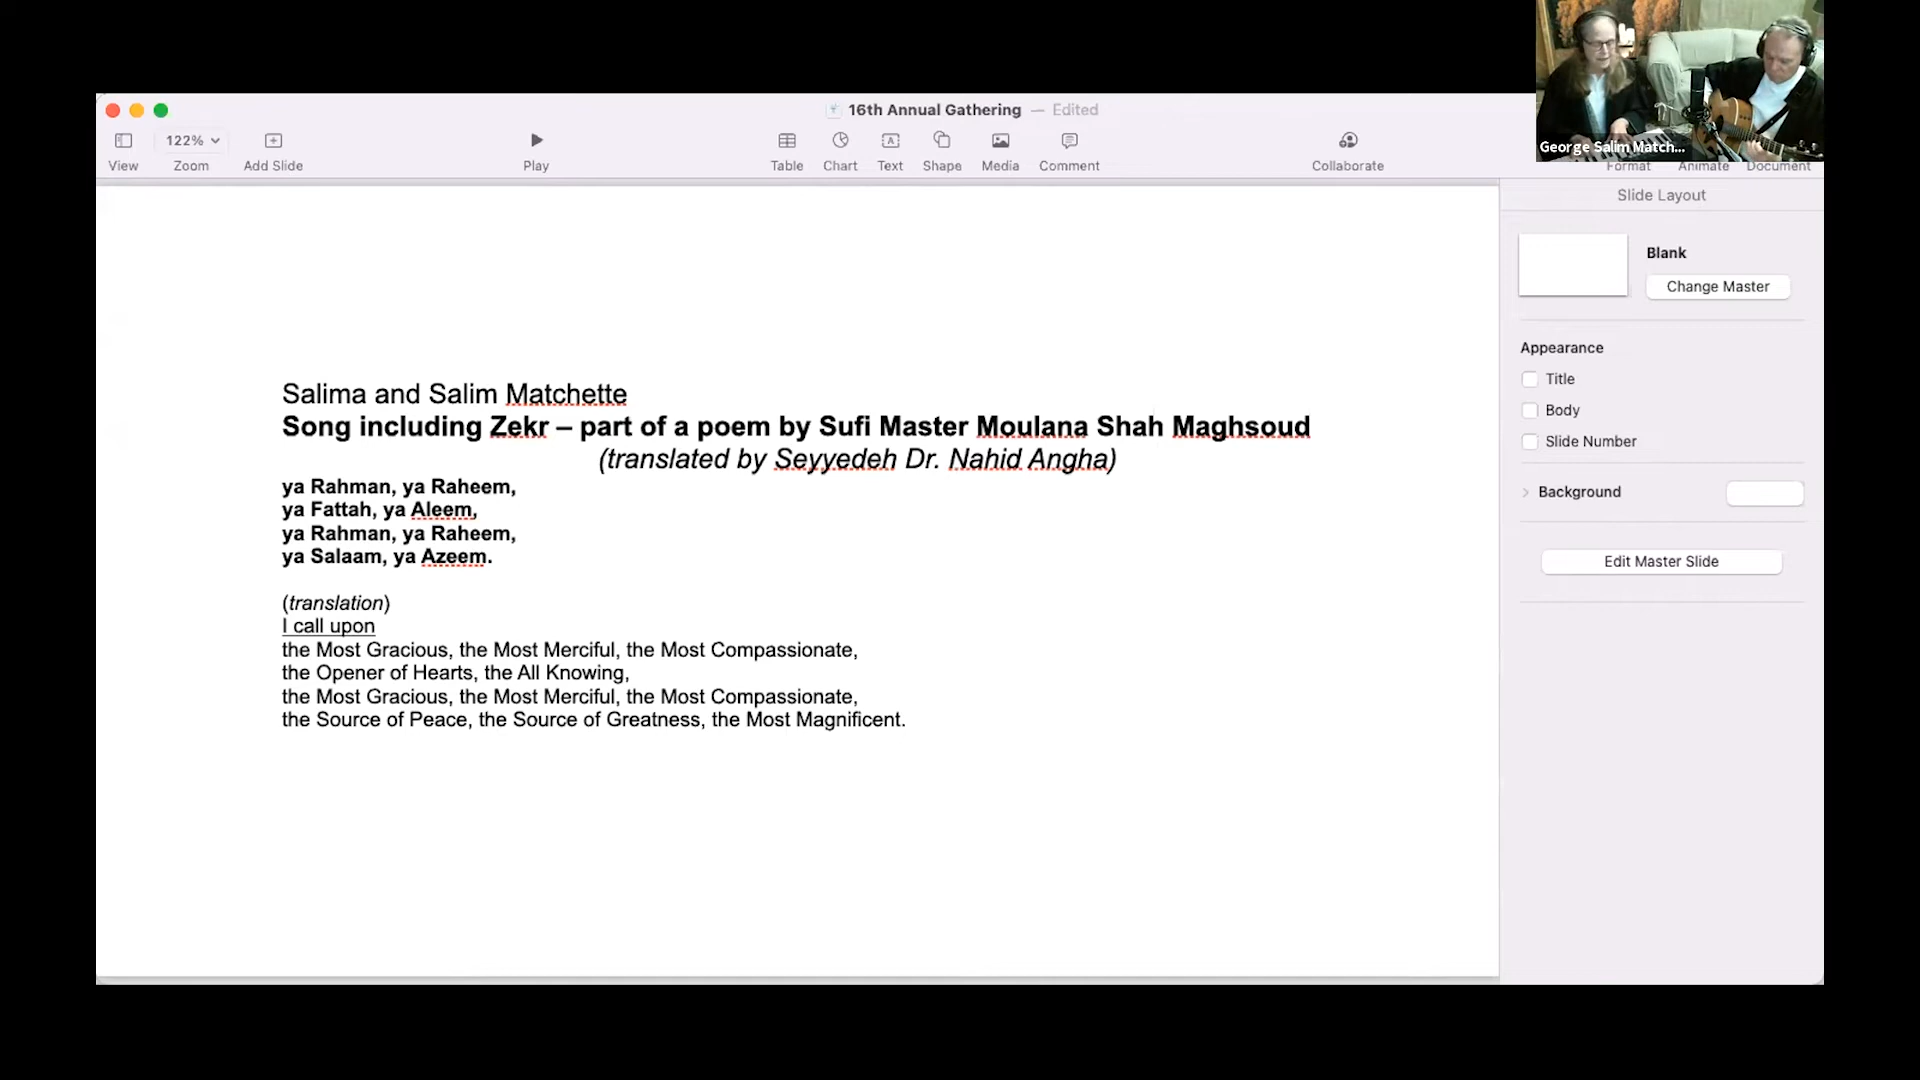 16th Annual Gathering — Edited
122%
View Zoom Add Slide Play Table Chart Text Shape Media Comment Collaborate Format Animate Document
George Salim Match...
Slide Layout
Blank
Change Master
Appearance
Title
Body
Slide Number
Background
Edit Master Slide
Salima and Salim Matchette
Song including Zekr – part of a poem by Sufi Master Moulana Shah Maghsoud
(translated by Seyyedeh Dr. Nahid Angha)
ya Rahman, ya Raheem,
ya Fattah, ya Aleem,
ya Rahman, ya Raheem,
ya Salaam, ya Azeem.
(translation)
I call upon
the Most Gracious, the Most Merciful, the Most Compassionate,
the Opener of Hearts, the All Knowing,
the Most Gracious, the Most Merciful, the Most Compassionate,
the Source of Peace, the Source of Greatness, the Most Magnificent.